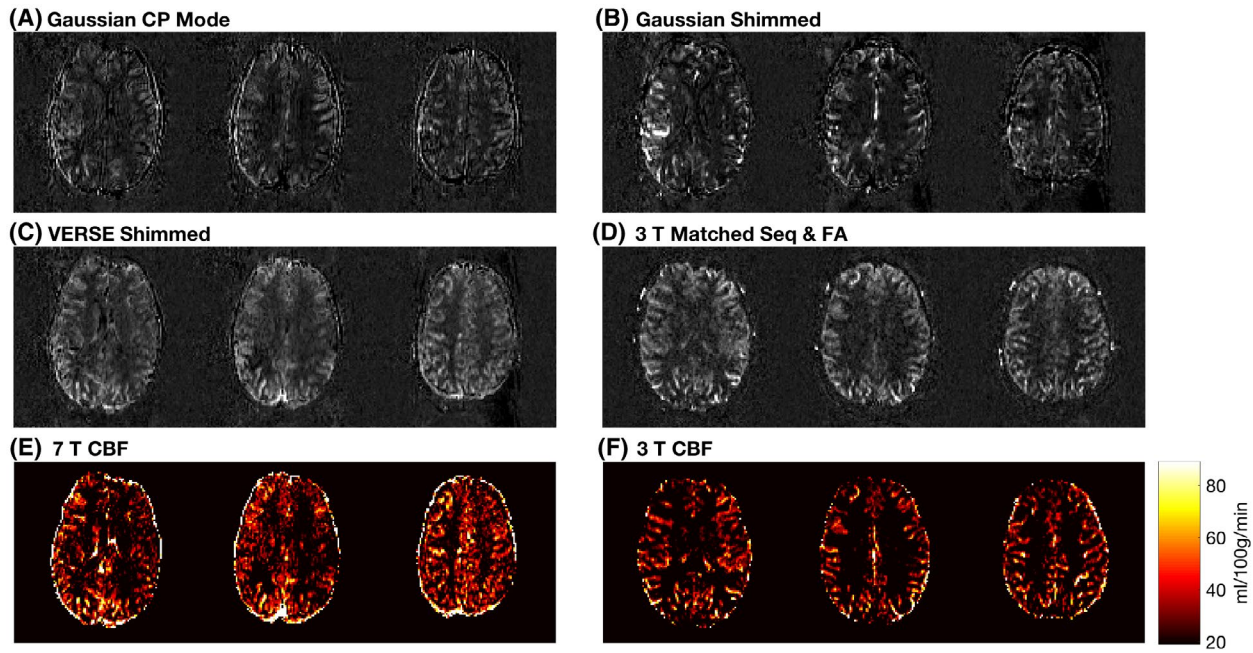 (A) Gaussian CP Mode
(B) Gaussian Shimmed
(C) VERSE Shimmed
(D) 3 T Matched Seq & FA
(E) 7 T CBF
(F) 3 T CBF
80
60
40
20
ml/100g/min